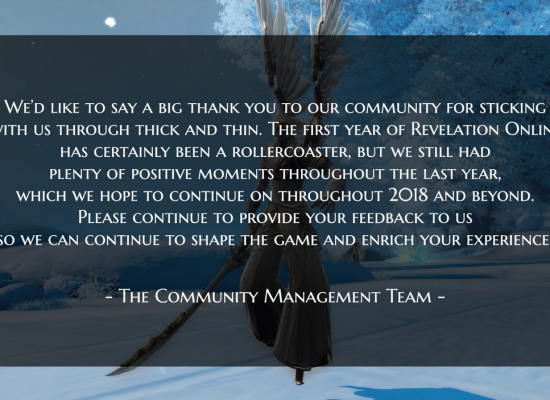 We'd like to say a big thank you to our community for sticking
with us through thick and thin. The first year of Revelation Onlin
has certainly been a rollercoaster, but we still had
plenty of positive moments throughout the last year,
which we hope to continue on throughout 2018 and beyond.
Please continue to provide your feedback to us
so we can continue to shape the game and enrich your experience
- The Community Management Team -